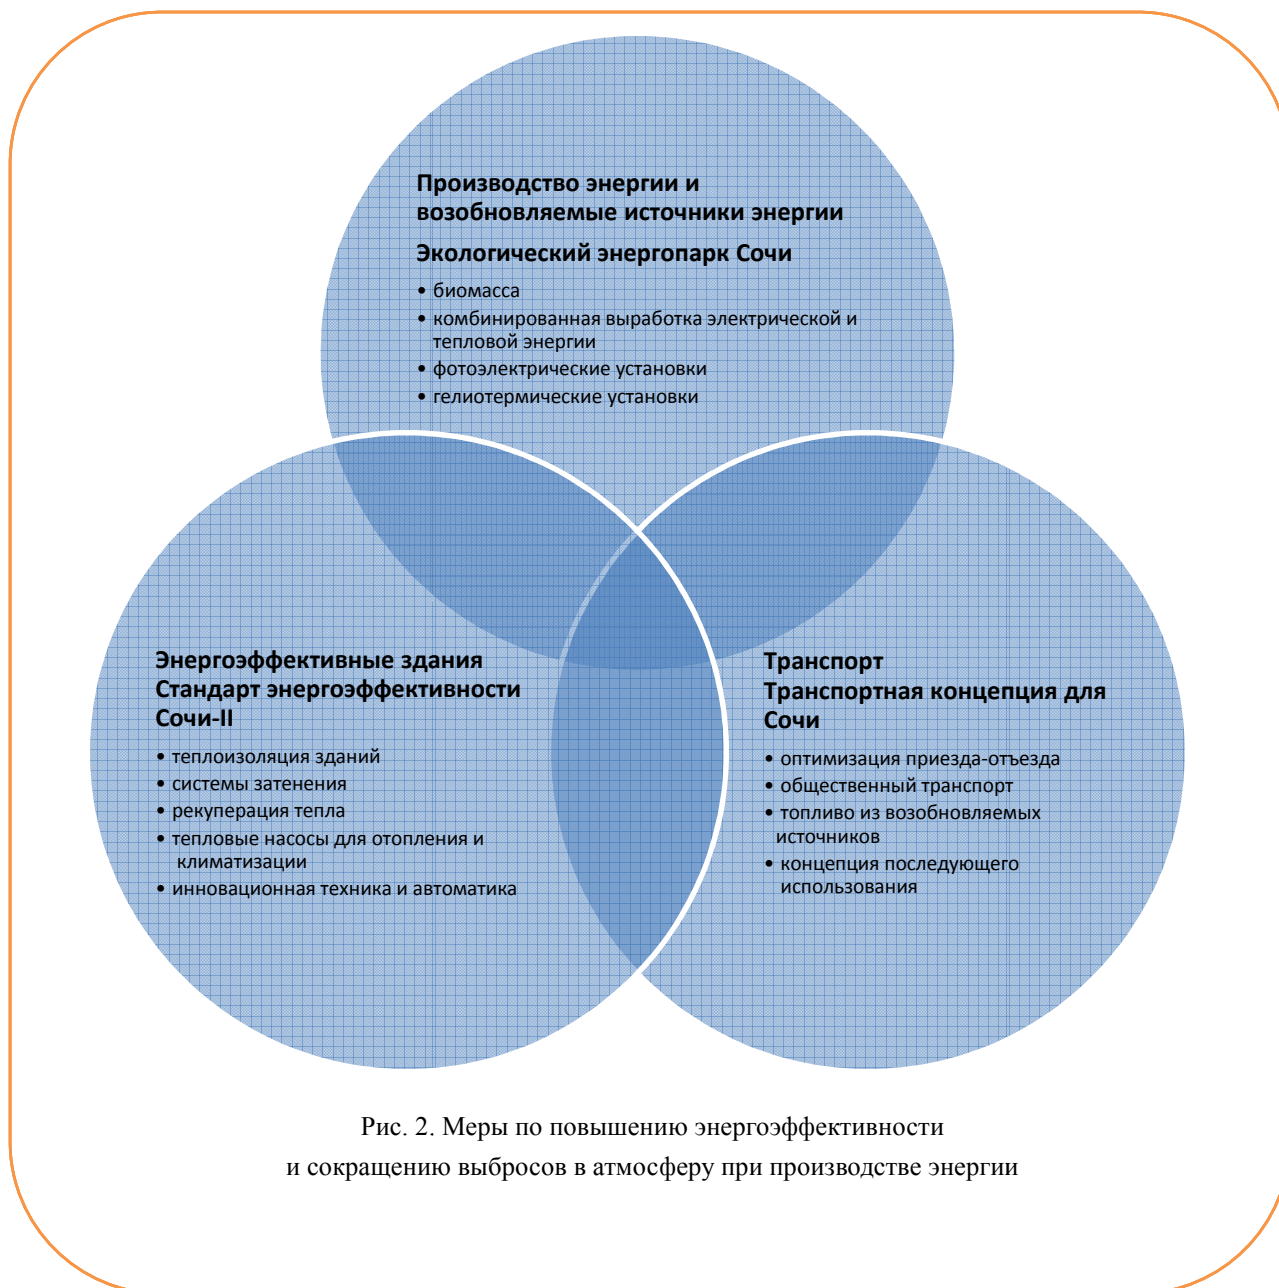 Производство энергии и
возобновляемые источники энергии
Экологический энергопарк Сочи
• биомасса
• комбинированная выработка электрической и
тепловой энергии
• фотоэлектрические установки
• гелиотермические установки
Энергоэффективные здания
Стандарт энергоэффективности
Сочи-II
• теплоизоляция зданий
• системы затенения
• рекуперация тепла
• тепловые насосы для отопления и
климатизации
• инновационная техника и автоматика
Транспорт
Транспортная концепция для
Сочи
• оптимизация приезда-отъезда
• общественный транспорт
• топливо из возобновляемых
источников
• концепция последующего
использования
Рис. 2. Меры по повышению энергоэффективности
и сокращению выбросов в атмосферу при производстве энергии